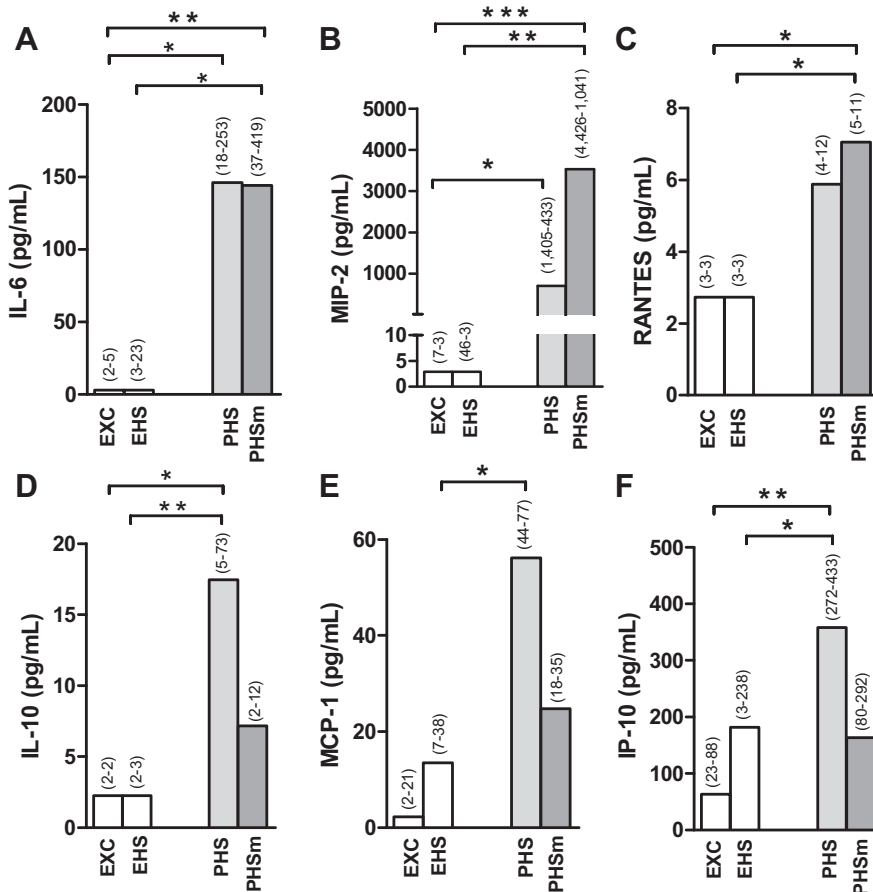 A
**
*
*
IL-6 (pg/mL)
200
150
100
50
0
(2-5)
(3-23)
(18-253)
(37-419)
EXC
EHS
PHS
PHSm
B
***
**
*
MIP-2 (pg/mL)
5000
4000
3000
2000
1000
10
5
0
(7-3)
(46-3)
(1,405-433)
(4,426-1,041)
EXC
EHS
PHS
PHSm
C
*
*
RANTES (pg/mL)
8
6
4
2
0
(3-3)
(3-3)
(4-12)
(5-11)
EXC
EHS
PHS
PHSm
D
*
**
IL-10 (pg/mL)
20
15
10
5
0
(2-2)
(2-3)
(5-73)
(2-12)
EXC
EHS
PHS
PHSm
E
*
MCP-1 (pg/mL)
60
40
20
0
(2-21)
(7-38)
(44-77)
(18-35)
EXC
EHS
PHS
PHSm
F
**
*
IP-10 (pg/mL)
500
400
300
200
100
0
(23-88)
(3-238)
(272-433)
(80-292)
EXC
EHS
PHS
PHSm